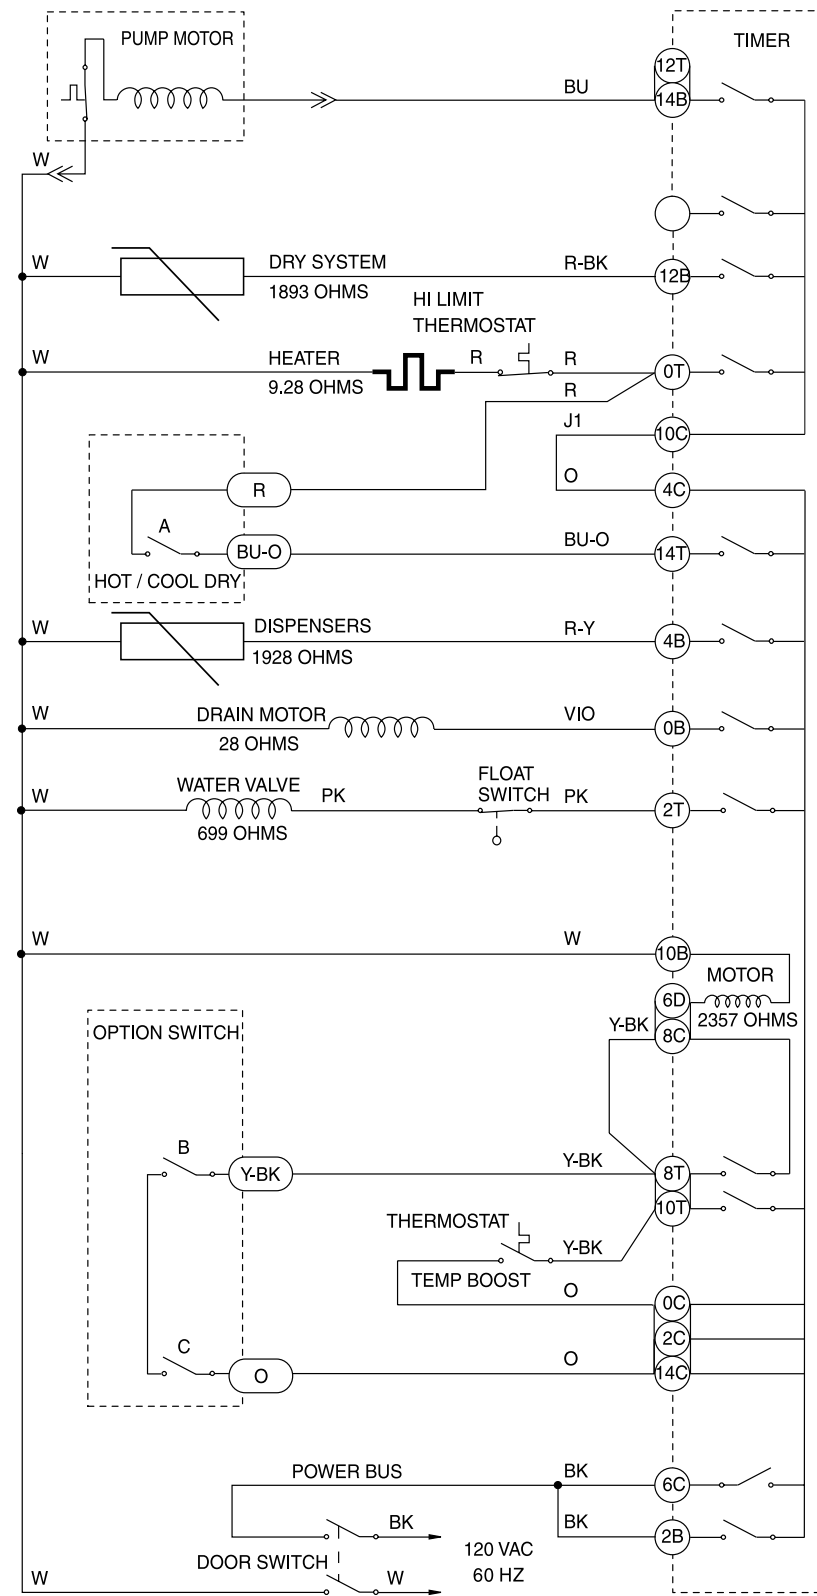 PUMP MOTOR
TIMER
12T
BU
14B
W
W
DRY SYSTEM
R-BK
12B
1893 OHMS
HI LIMIT
THERMOSTAT
W
HEATER
R
R
0T
9.28 OHMS
R
J1
10C
R
O
4C
A
BU-O
BU-O
14T
HOT / COOL DRY
W
DISPENSERS
R-Y
4B
1928 OHMS
W
DRAIN MOTOR
VIO
0B
28 OHMS
FLOAT
SWITCH
WATER VALVE
W
PK
PK
2T
699 OHMS
W
W
10B
MOTOR
6D
2357 OHMS
Y-BK
8C
OPTION SWITCH
B
Y-BK
Y-BK
8T
10T
THERMOSTAT
Y-BK
TEMP BOOST
O
0C
2C
C
O
O
14C
POWER BUS
BK
6C
BK
BK
2B
120 VAC
60 HZ
DOOR SWITCH
W
W